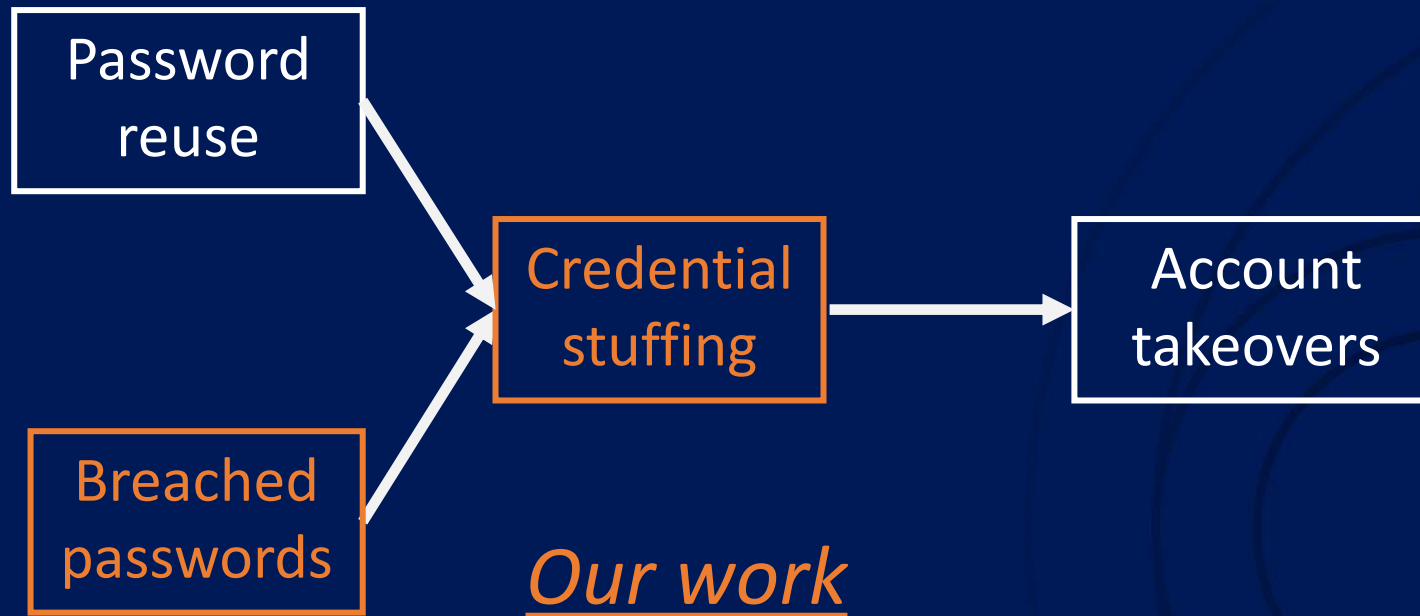 Password
reuse
Credential
stuffing
Account
takeovers
Breached
passwords
Our work